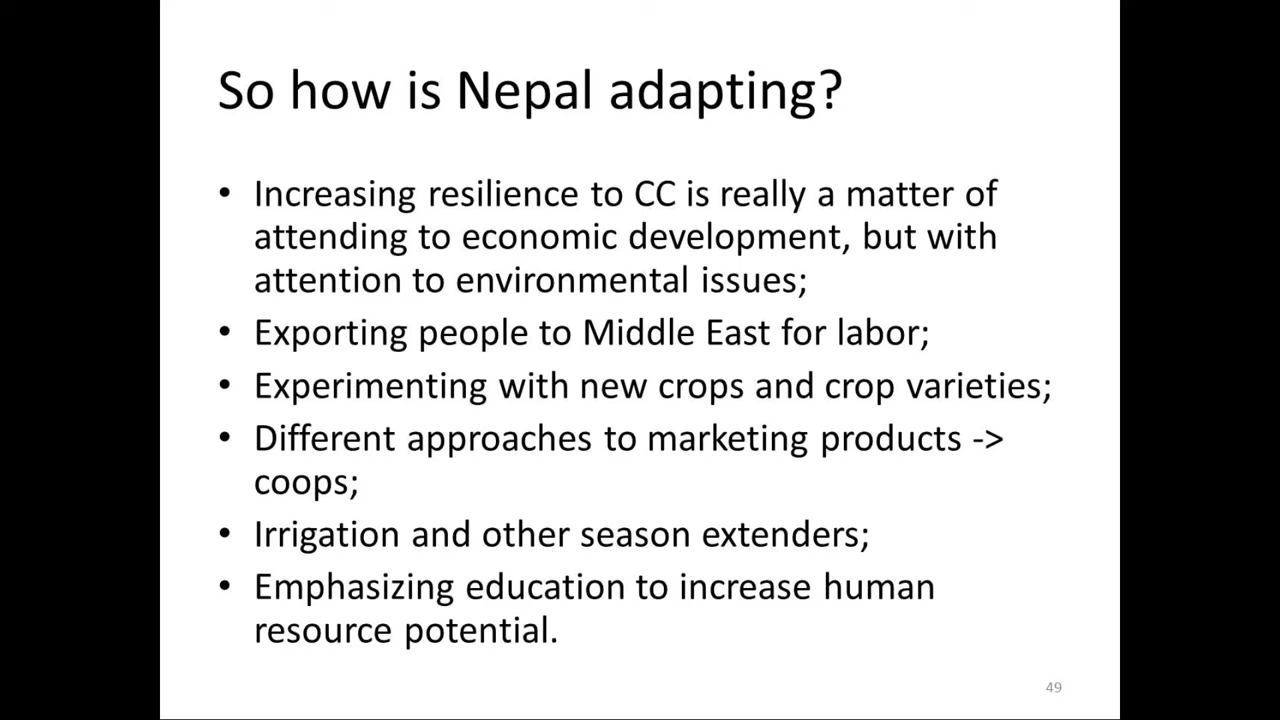 So how is Nepal adapting?
• Increasing resilience to CC is really a matter of
attending to economic development, but with
attention to environmental issues;
• Exporting people to Middle East for labor;
• Experimenting with new crops and crop varieties;
• Different approaches to marketing products ->
coops;
• Irrigation and other season extenders;
• Emphasizing education to increase human
resource potential.
49